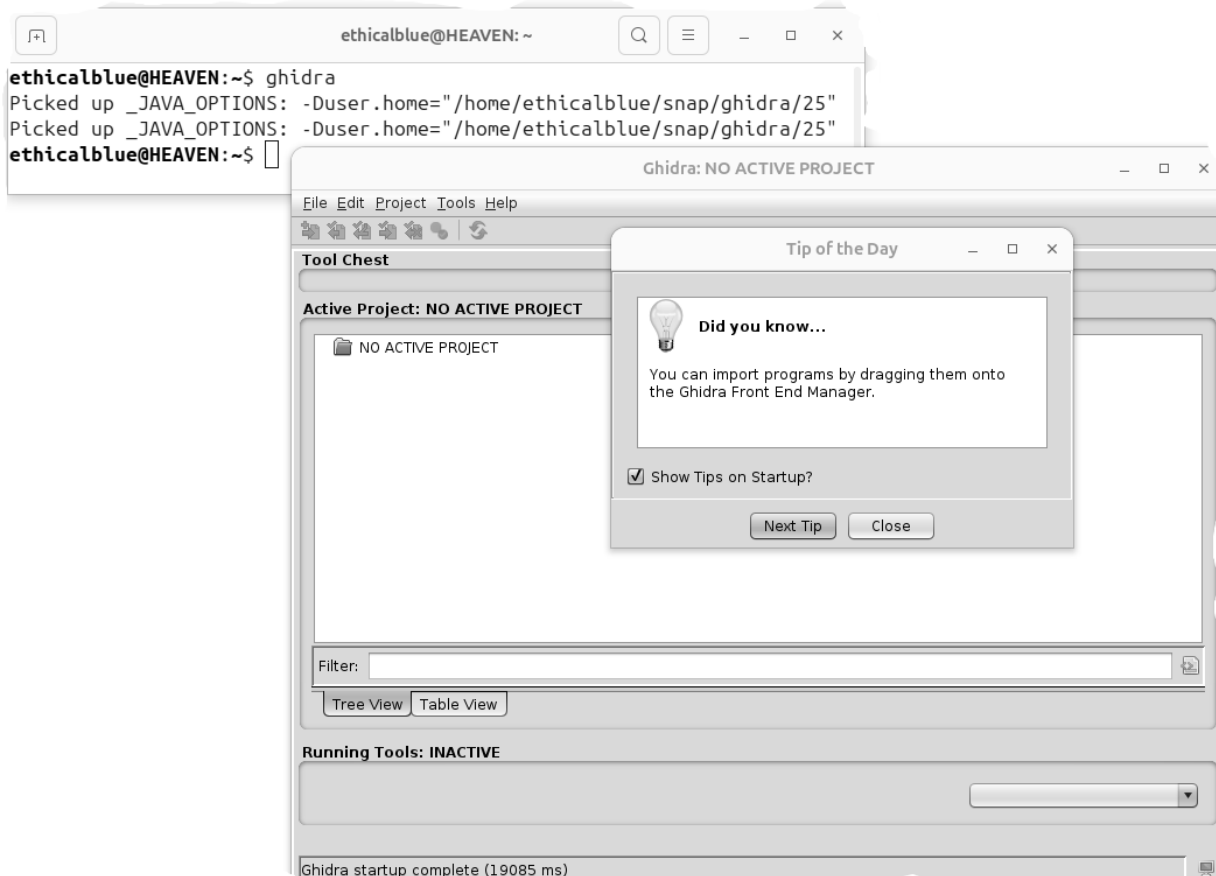 ethicalblue@HEAVEN: ~
ethicalblue@HEAVEN:~$ ghidra
Picked up _JAVA_OPTIONS: -Duser.home="/home/ethicalblue/snap/ghidra/25"
Picked up _JAVA_OPTIONS: -Duser.home="/home/ethicalblue/snap/ghidra/25"
ethicalblue@HEAVEN:~$
Ghidra: NO ACTIVE PROJECT
File Edit Project Tools Help
Tool Chest
Active Project: NO ACTIVE PROJECT
NO ACTIVE PROJECT
Tip of the Day
Did you know...
You can import programs by dragging them onto
the Ghidra Front End Manager.
Show Tips on Startup?
Next Tip Close
Filter:
Tree View Table View
Running Tools: INACTIVE
Ghidra startup complete (19085 ms)